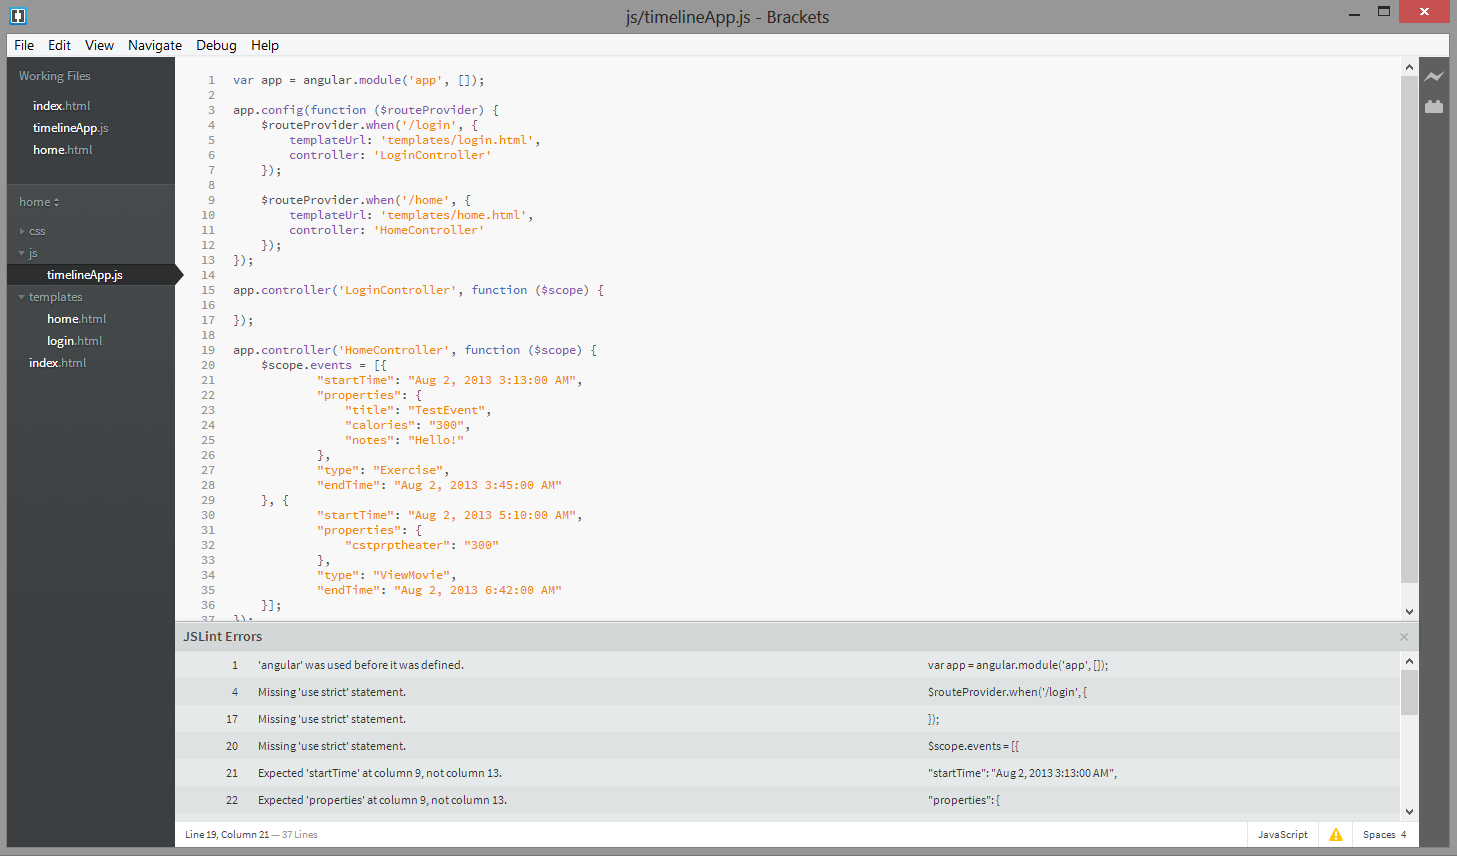 js/timelineApp.js - Brackets
File Edit View Navigate Debug Help
Working Files
index.html
timelineApp.js
home.html
home
css
js
timelineApp.js
templates
home.html
login.html
index.html
1 var app = angular.module('app', []);
2
3 app.config(function ($routeProvider) {
4     $routeProvider.when('/login', {
5         templateUrl: 'templates/login.html',
6         controller: 'LoginController'
7     });
8
9     $routeProvider.when('/home', {
10         templateUrl: 'templates/home.html',
11         controller: 'HomeController'
12     });
13 });
14
15 app.controller('LoginController', function ($scope) {
16
17 });
18
19 app.controller('HomeController', function ($scope) {
20     $scope.events = [{
21             "startTime": "Aug 2, 2013 3:13:00 AM",
22             "properties": {
23                 "title": "TestEvent",
24                 "calories": "300",
25                 "notes": "Hello!"
26             },
27             "type": "Exercise",
28             "endTime": "Aug 2, 2013 3:45:00 AM"
29     }, {
30             "startTime": "Aug 2, 2013 5:10:00 AM",
31             "properties": {
32                 "cstprptheater": "300"
33             },
34             "type": "ViewMovie",
35             "endTime": "Aug 2, 2013 6:42:00 AM"
36     }];
37 });
JSLint Errors
1 'angular' was used before it was defined. var app = angular.module('app', []);
4 Missing 'use strict' statement. $routeProvider.when('/login', {
17 Missing 'use strict' statement. });
20 Missing 'use strict' statement. $scope.events = [{
21 Expected 'startTime' at column 9, not column 13. "startTime": "Aug 2, 2013 3:13:00 AM",
22 Expected 'properties' at column 9, not column 13. "properties": {
Line 19, Column 21 — 37 Lines JavaScript Spaces 4